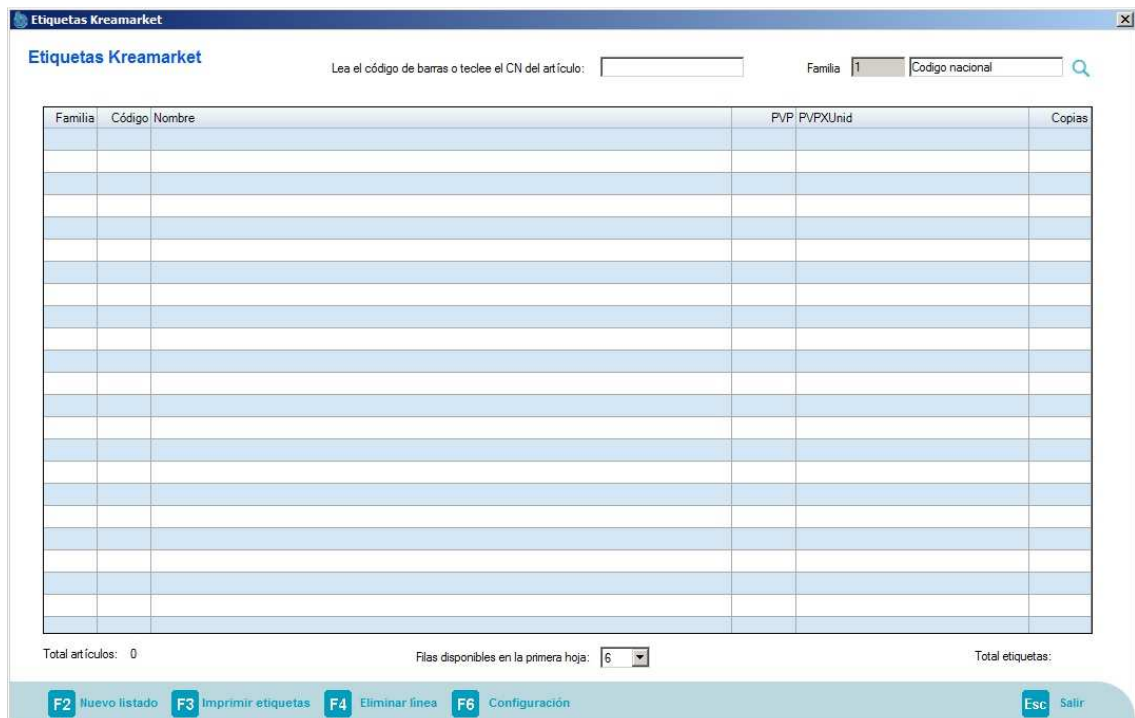 Etiquetas Kreamarket
Etiquetas Kreamarket
Lea el código de barras o teclee el CN del artículo: Familia 1 Codigo nacional
Familia Código Nombre PVP PVPXUnid Copias
Total artículos: 0 Filas disponibles en la primera hoja: 6 Total etiquetas:
F2 Nuevo listado F3 Imprimir etiquetas F4 Eliminar línea F6 Configuración Esc Salir